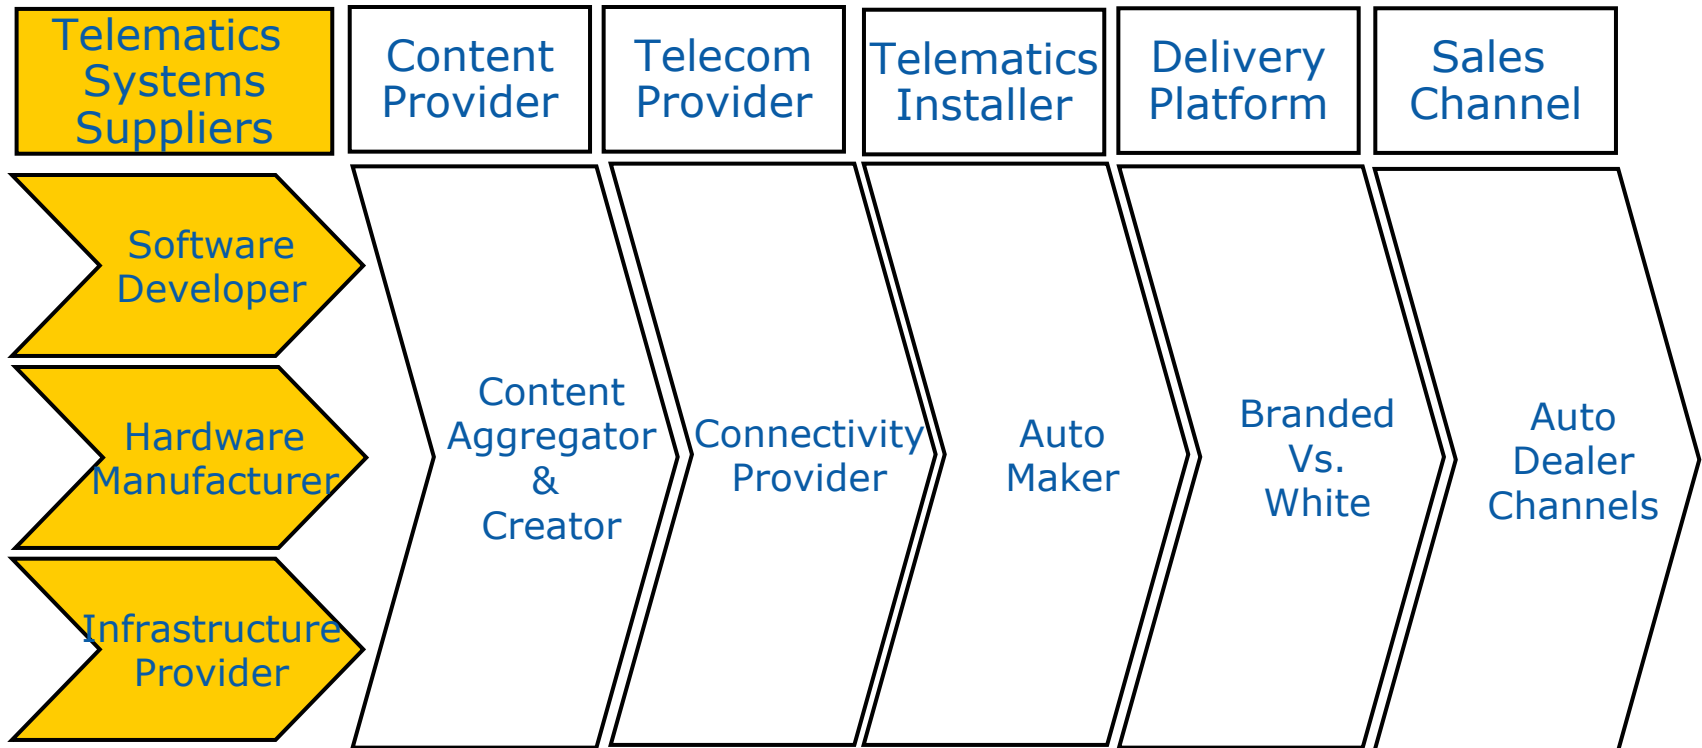 Telematics
Systems
Suppliers
Content
Provider
Telecom
Provider
Telematics
Installer
Delivery
Platform
Sales
Channel
Software
Developer
Hardware
Manufacturer
Infrastructure
Provider
Content
Aggregator
&
Creator
Connectivity
Provider
Auto
Maker
Branded
Vs.
White
Auto
Dealer
Channels